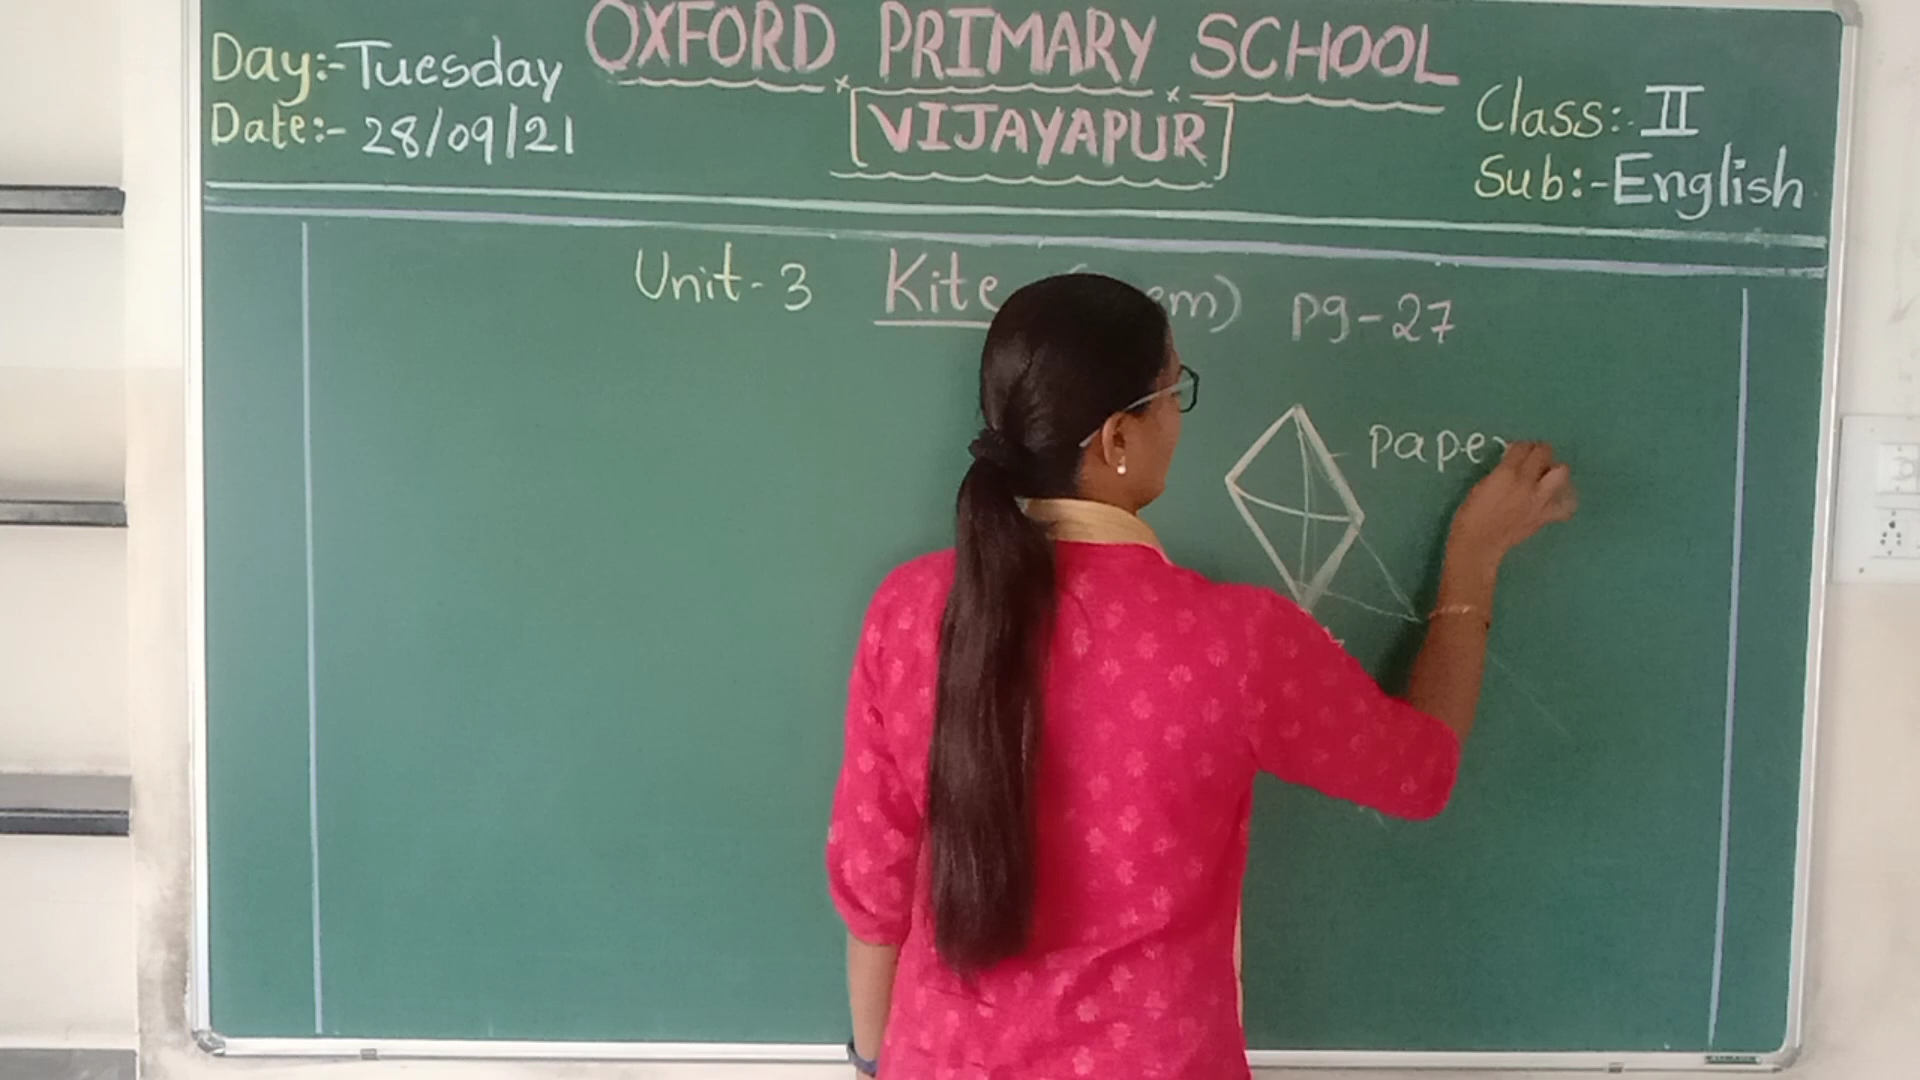 OXFORD PRIMARY SCHOOL
VIJAYAPUR
Day:-Tuesday
Date:- 28/09/21
Class:- II
Sub:-English
Unit-3 Kite pg-27
paper